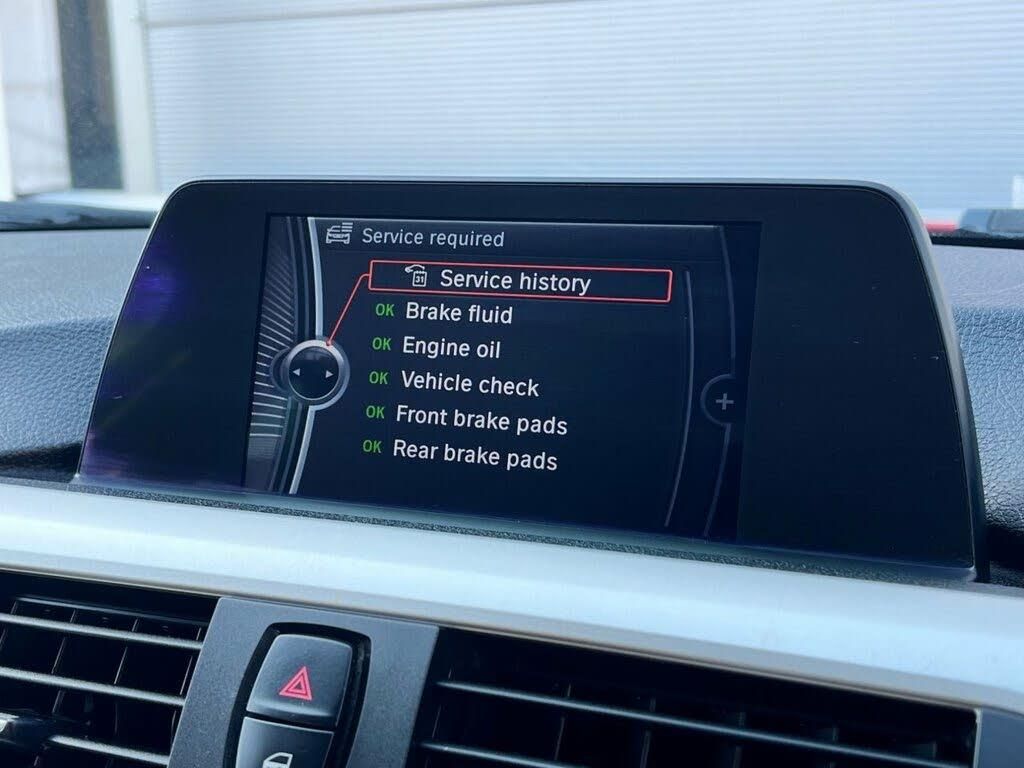 Service required
31 Service history
OK Brake fluid
OK Engine oil
OK Vehicle check
OK Front brake pads
OK Rear brake pads